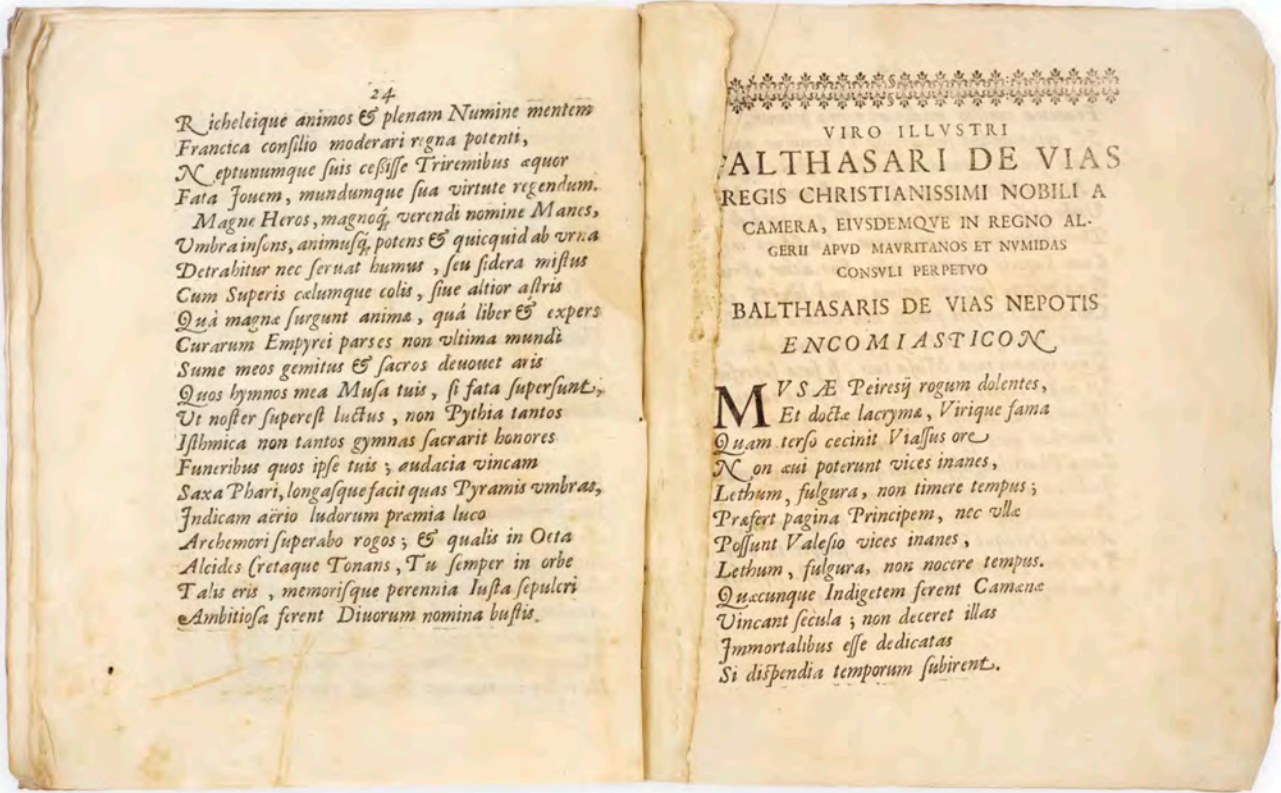 24
Richeleique animos & plenam Numine mentem
Francica consilio moderari regna potenti,
Neptunumque suis ceßisse Triremibus æquor
Fata Jouem, mundumque sua virtute regendum.
Magne Heros, magnoq́; verendi nomine Manes,
Vmbra insons, animusq́; potens & quicquid ab vrna
Detrahitur nec seruat humus, seu sidera mistus
Cum Superis cælumque colis, siue altior astris
Quà magnæ surgunt animæ, quá liber & expers
Curarum Empyrei pars es non vltima mundi
Sume meos gemitus & sacros deuouet aris
Quos hymnos mea Musa tuis, si fata supersunt,
Ut noster superest luctus, non Pythia tantos
Isthmica non tantos gymnas sacrarit honores
Funeribus quos ipse tuis; audacia vincam
Saxa Phari, longasque facit quas Pyramis vmbras,
Indicam aërio ludorum præmia luco
Archemori superabo rogos; & qualis in Oeta
Alcides Cretaque Tonans, Tu semper in orbe
Talis eris, memorisque perennia Iusta sepulcri
Ambitiosa ferent Diuorum nomina bustis.
VIRO ILLVSTRI
BALTHASARI DE VIAS
REGIS CHRISTIANISSIMI NOBILI A
CAMERA, EIVSDEMQVE IN REGNO AL-
GERII APVD MAVRITANOS ET NVMIDAS
CONSVLI PERPETVO
BALTHASARIS DE VIAS NEPOTIS
ENCOMIASTICON
MVSÆ Peiresij rogum dolentes,
Et doctæ lacrymæ, Virique fama
Quam terso cecinit Viassus ore
Non æui poterunt vices inanes,
Lethum, fulgura, non timere tempus;
Præfert pagina Principem, nec vllæ
Possunt Valesio vices inanes,
Lethum, fulgura, non nocere tempus.
Quæcunque Indigetem ferent Camœnæ
Vincant secula; non deceret illas
Immortalibus esse dedicatas
Si dispendia temporum subirent.